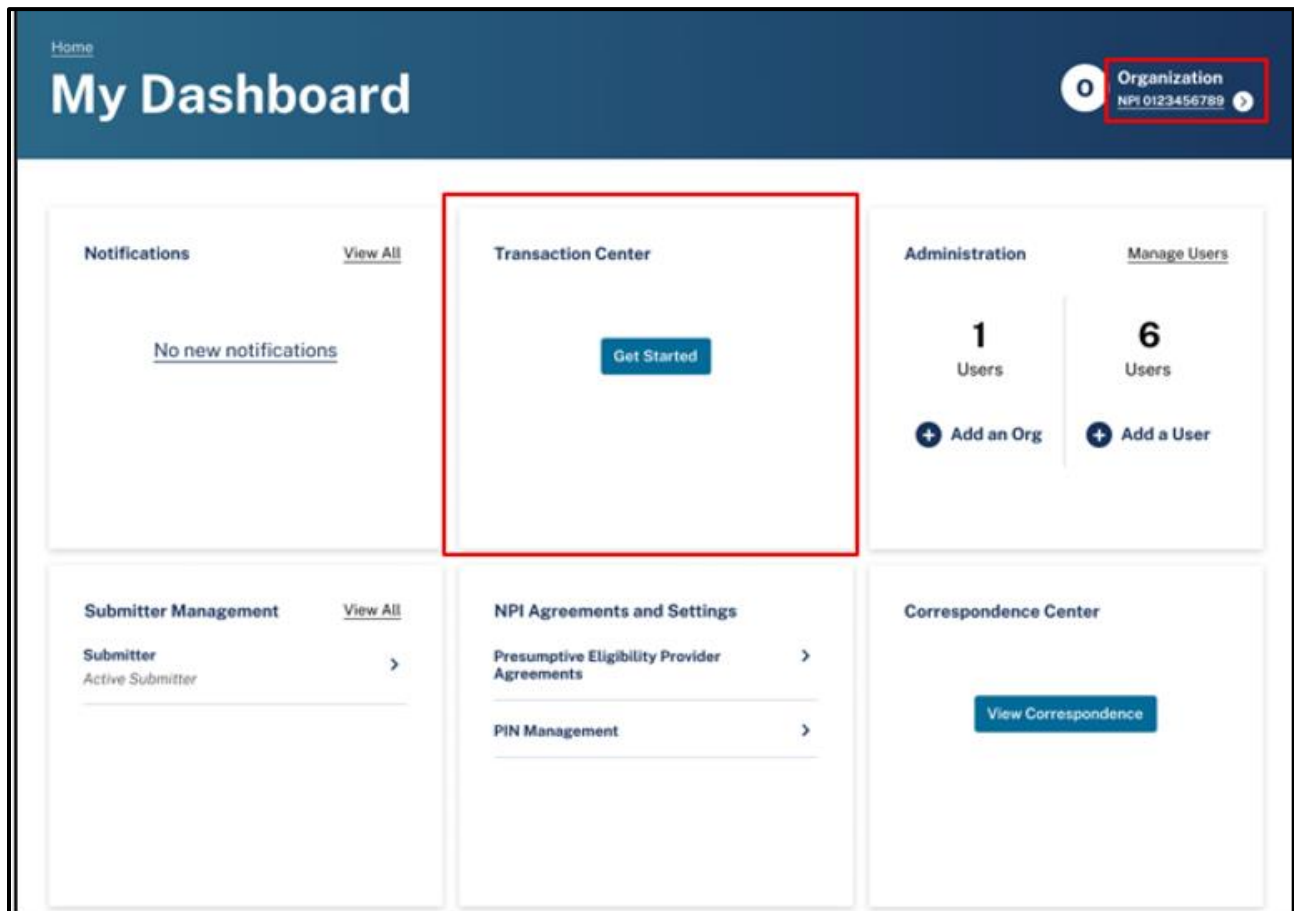 Home
My Dashboard
O
Organization
NPI 0123456789
Notifications
View All
No new notifications
Transaction Center
Get Started
Administration
Manage Users
1
Users
6
Users
Add an Org
Add a User
Submitter Management
View All
Submitter
Active Submitter
NPI Agreements and Settings
Presumptive Eligibility Provider
Agreements
PIN Management
Correspondence Center
View Correspondence